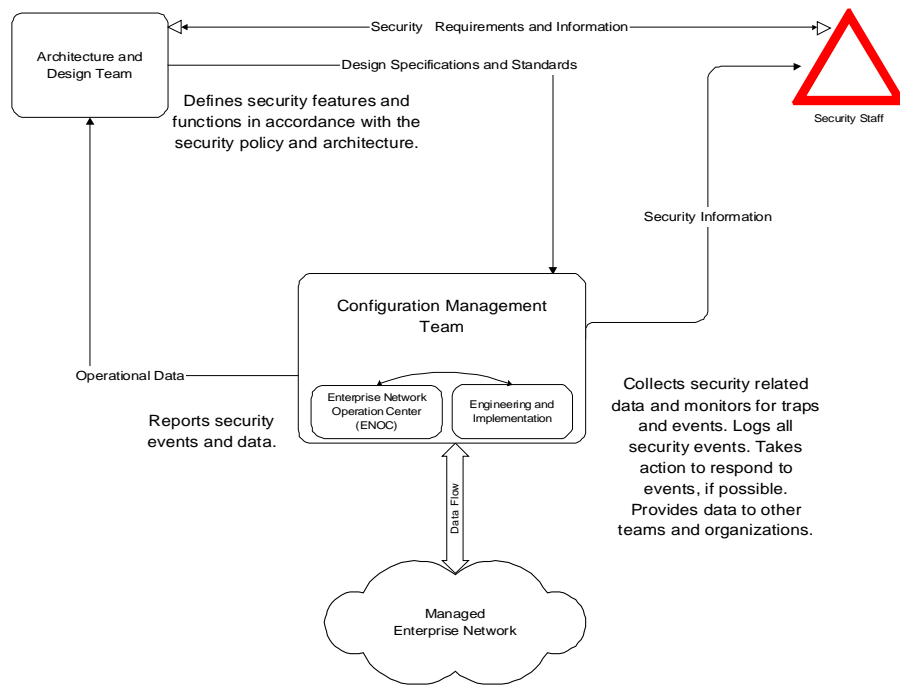 Security   Requirements and Information
Architecture and
Design Team
Design Specifications and Standards
Security Staff
Defines security features and
functions in accordance with the
security policy and architecture.
Security Information
Configuration Management
Team
Operational Data
Enterprise Network
Operation Center
(ENOC)
Engineering and
Implementation
Reports security
events and data.
Collects security related
data and monitors for traps
and events. Logs all
security events. Takes
action to respond to
events, if possible.
Provides data to other
teams and organizations.
Data Flow
Managed
Enterprise Network